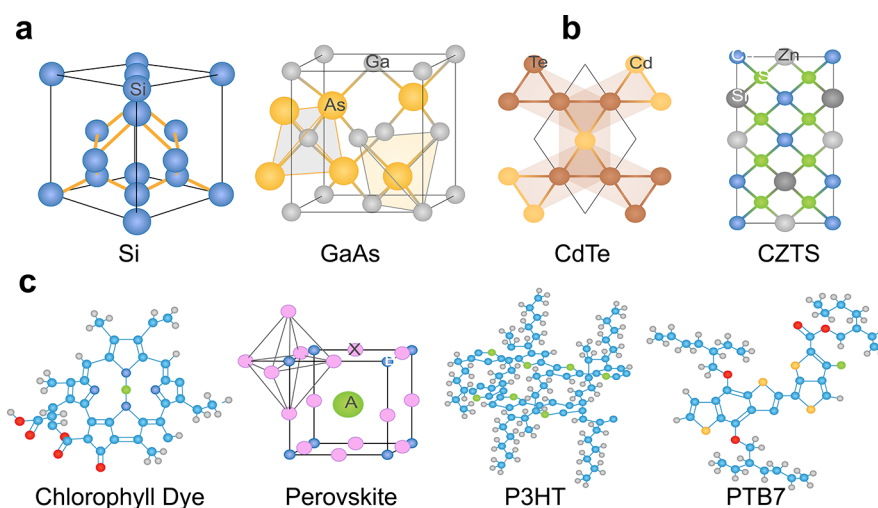 a
b
Si
Ga
As
Te
Cd
Zn
S
Si
GaAs
CdTe
CZTS
c
X
A
Chlorophyll Dye
Perovskite
P3HT
PTB7